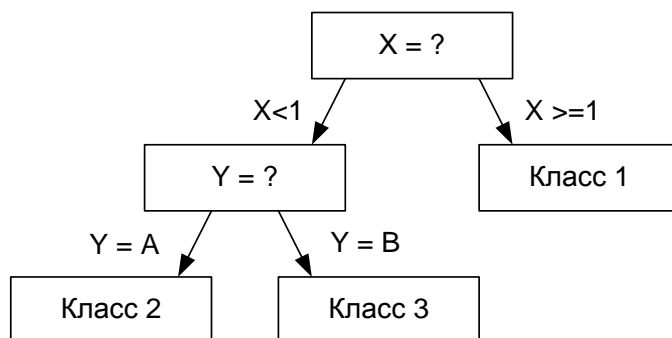 X = ?
X<1
X >=1
Y = ?
Класс 1
Y = A
Y = B
Класс 2
Класс 3